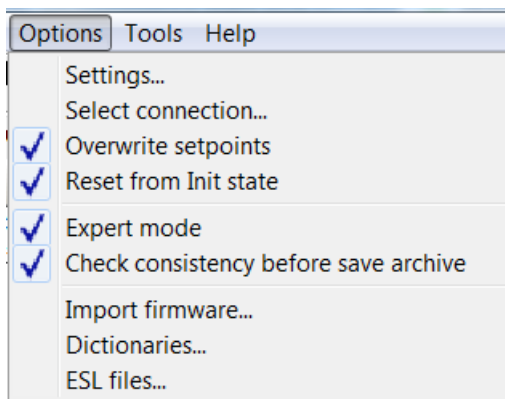 Options Tools Help
Settings...
Select connection...
Overwrite setpoints
Reset from Init state
Expert mode
Check consistency before save archive
Import firmware...
Dictionaries...
ESL files...